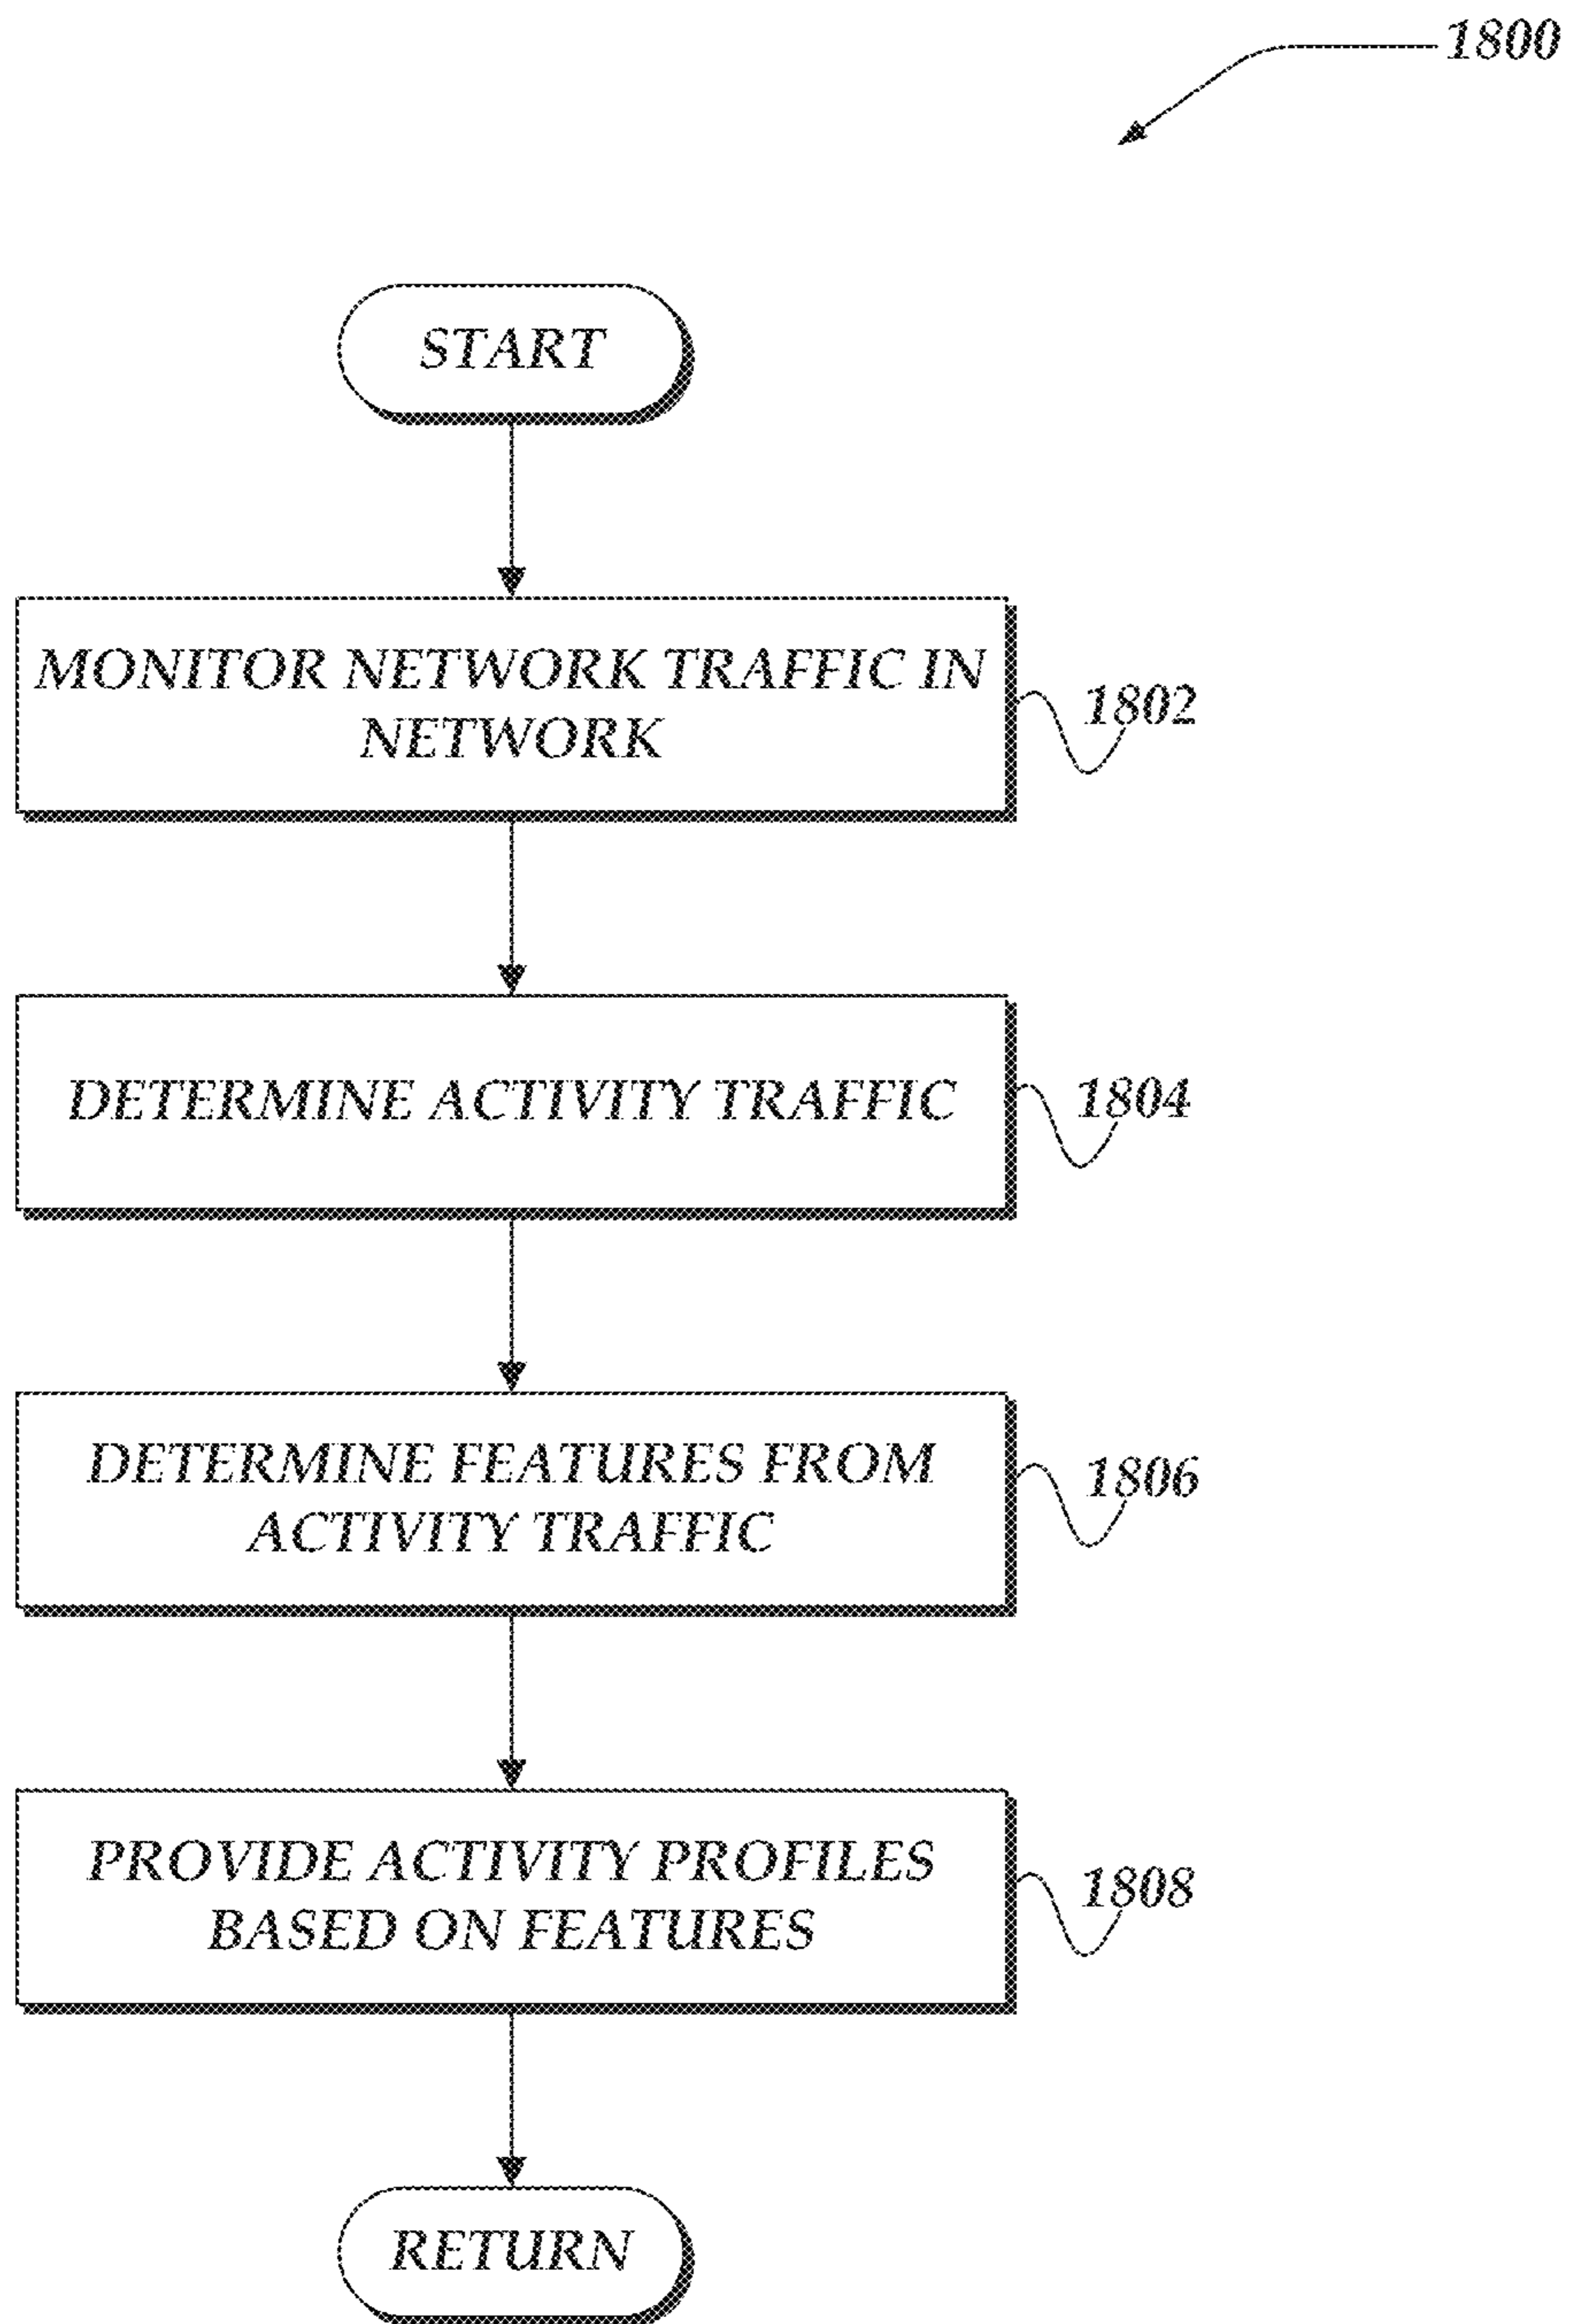 1800
START
MONITOR NETWORK TRAFFIC IN
NETWORK
1802
DETERMINE ACTIVITY TRAFFIC
1804
DETERMINE FEATURES FROM
ACTIVITY TRAFFIC
1806
PROVIDE ACTIVITY PROFILES
BASED ON FEATURES
1808
RETURN